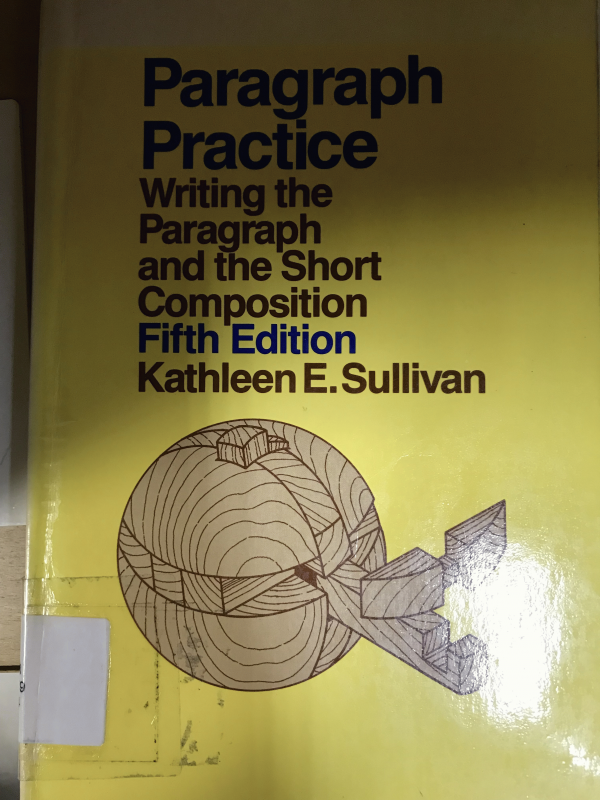 Paragraph
Practice
Writing the
Paragraph
and the Short
Composition
Fifth Edition
Kathleen E. Sullivan